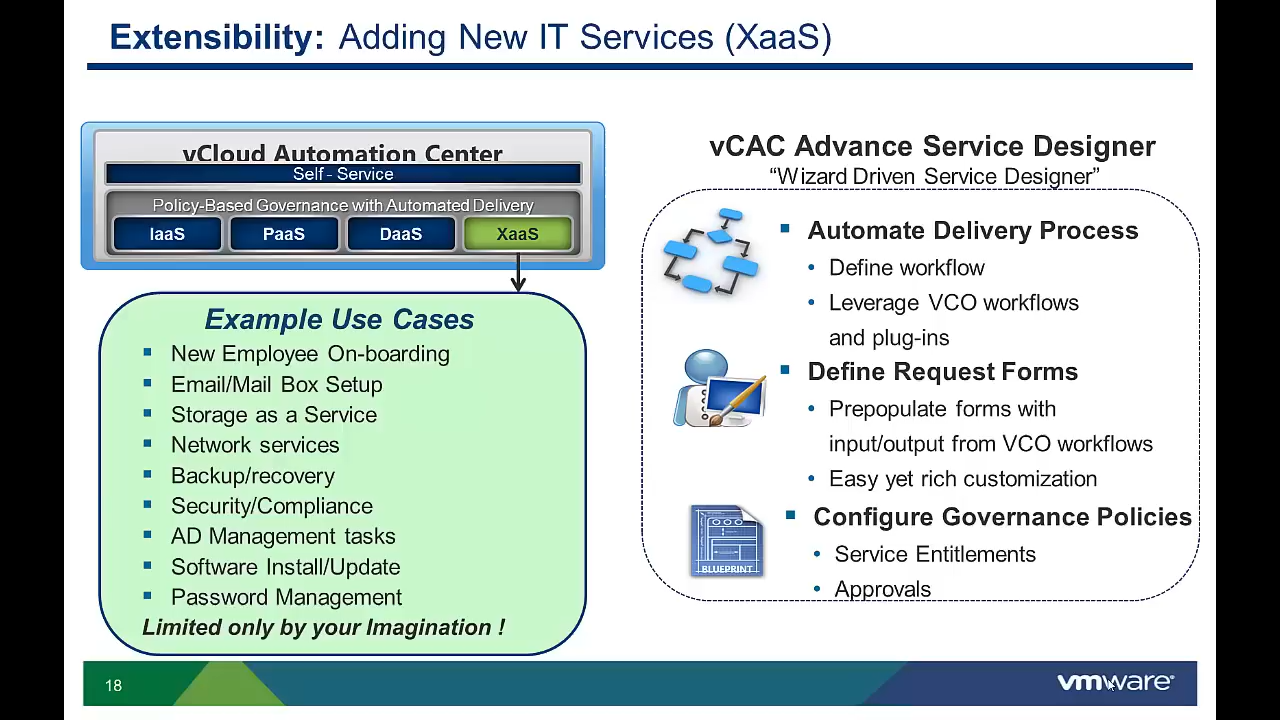 Extensibility: Adding New IT Services (XaaS)
vCloud Automation Center
Self - Service
Policy-Based Governance with Automated Delivery
IaaS
PaaS
DaaS
XaaS
Example Use Cases
New Employee On-boarding
Email/Mail Box Setup
Storage as a Service
Network services
Backup/recovery
Security/Compliance
AD Management tasks
Software Install/Update
Password Management
Limited only by your Imagination !
vCAC Advance Service Designer
“Wizard Driven Service Designer”
Automate Delivery Process
Define workflow
Leverage VCO workflows
and plug-ins
Define Request Forms
Prepopulate forms with
input/output from VCO workflows
Easy yet rich customization
BLUEPRINT
Configure Governance Policies
Service Entitlements
Approvals
18
vmware